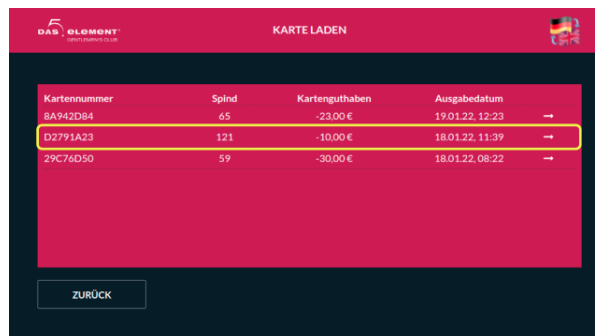 DAS 5 ELEMENT
GENTLEMEN'S CLUB
KARTE LADEN
Kartennummer Spind Kartenguthaben Ausgabedatum
8A942D84 65 -23,00 € 19.01.22, 12:23 →
D2791A23 121 -10,00 € 18.01.22, 11:39 →
29C76D50 59 -30,00 € 18.01.22, 08:22 →
ZURÜCK